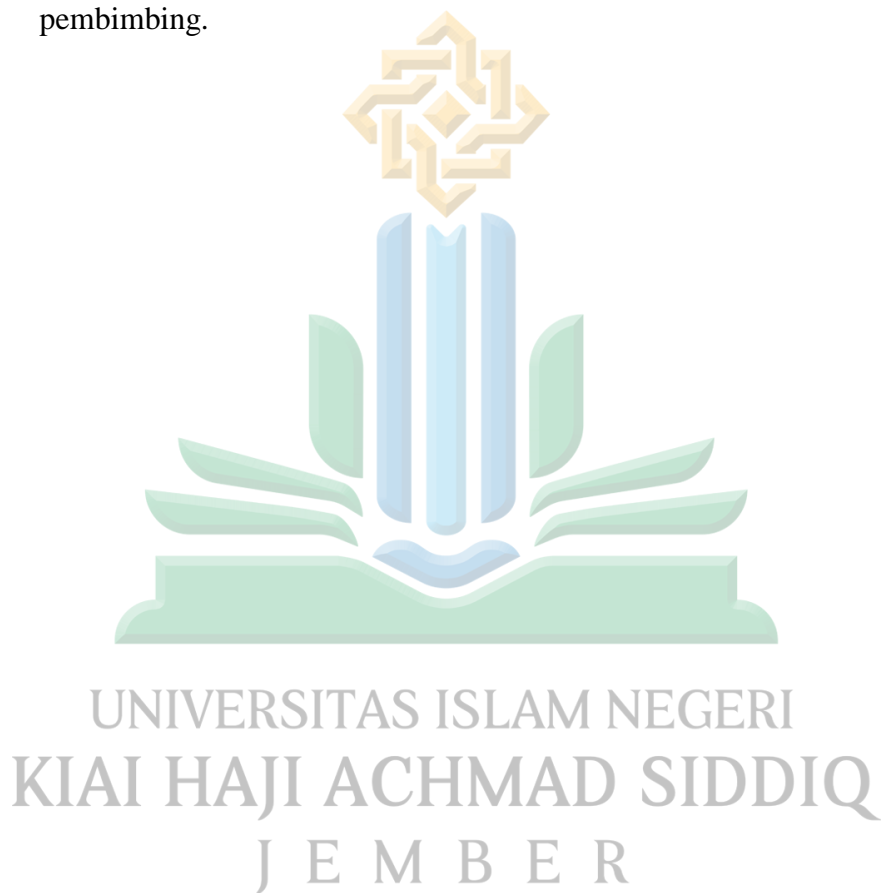 pembimbing.
UNIVERSITAS ISLAM NEGERI
KIAI HAJI ACHMAD SIDDIQ
J E M B E R